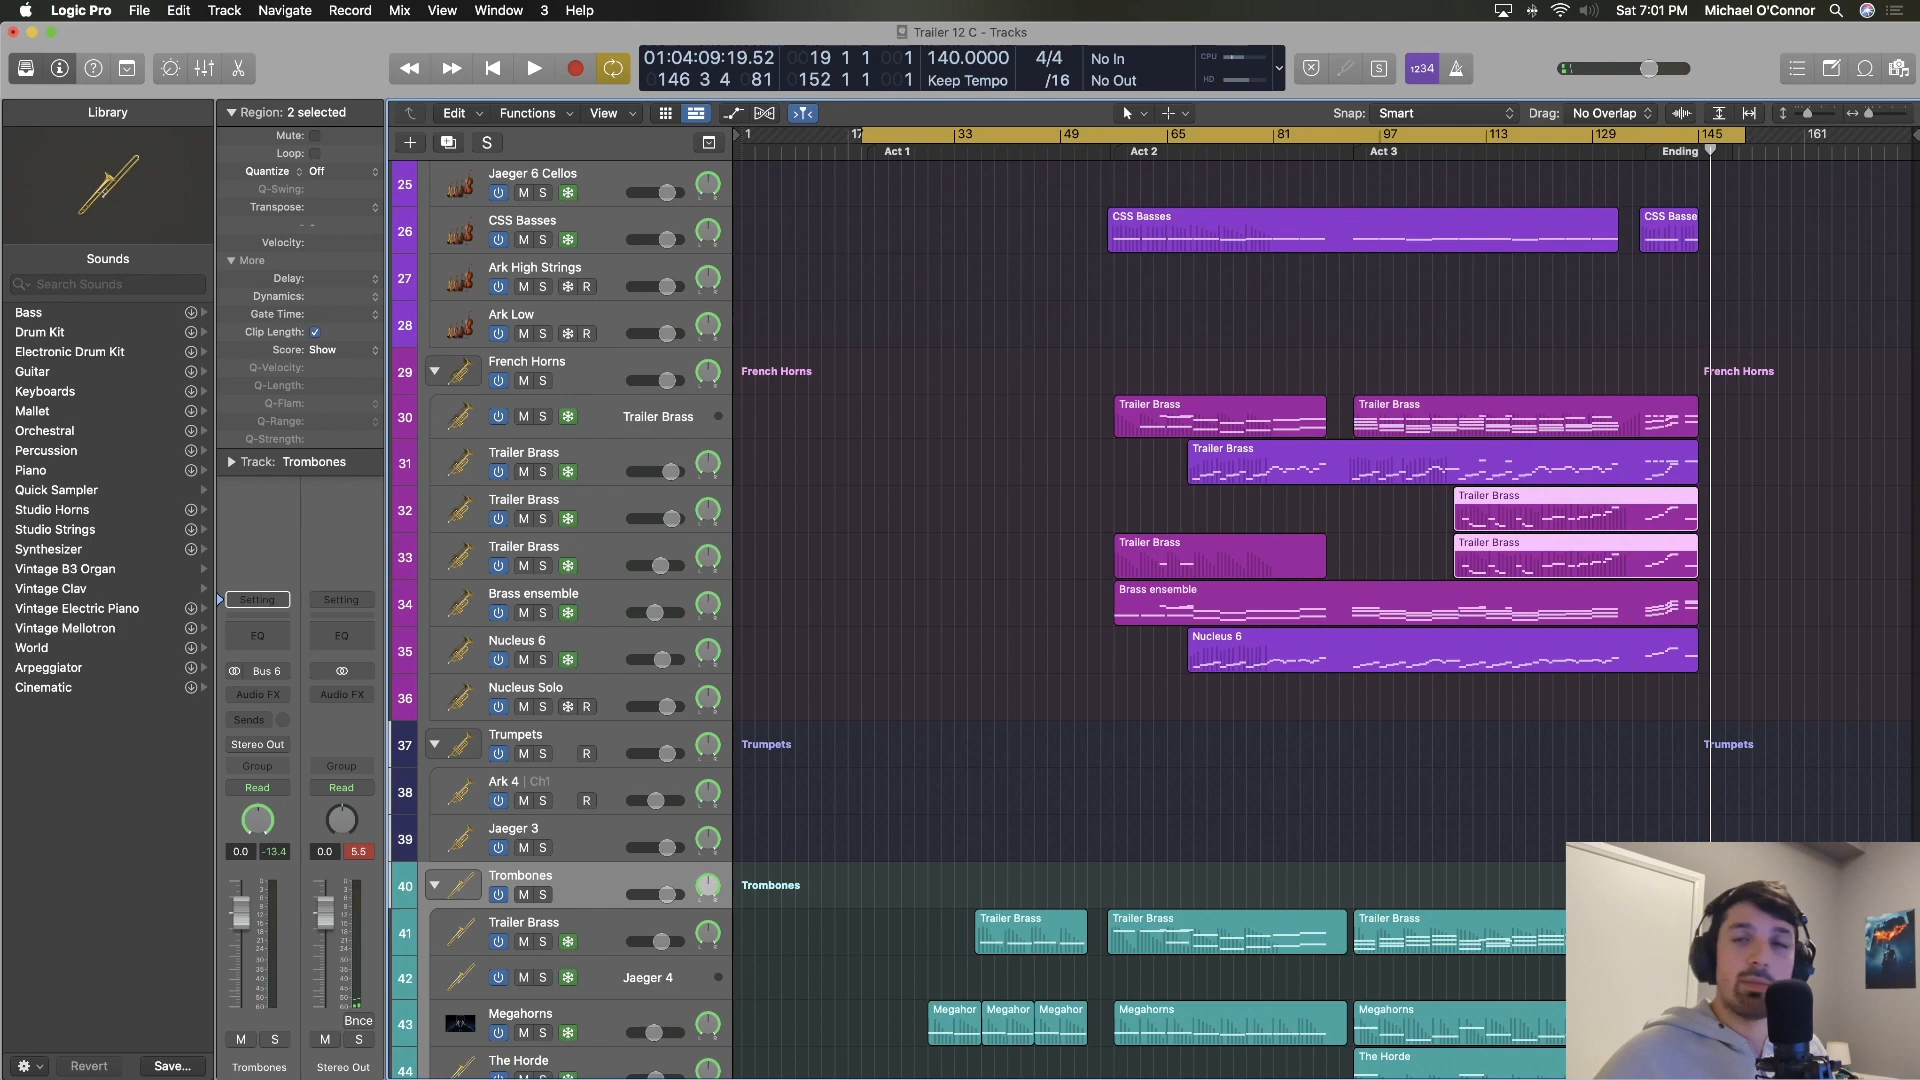 Logic Pro File Edit Track Navigate Record Mix View Window 3 Help
Sat 7:01 PM Michael O'Connor
Trailer 12 C - Tracks
01:04:09:19.52 19 1 1 1 140.0000 4/4 No In CPU
146 3 4 81 152 1 1 1 Keep Tempo /16 No Out HD
1234
Library
Region: 2 selected
Edit Functions View
Snap: Smart Drag: No Overlap
Mute:
Loop:
Quantize Off
Q-Swing:
Transpose:
Velocity:
More
Delay:
Dynamics:
Gate Time:
Clip Length:
Score: Show
Q-Velocity:
Q-Length:
Q-Flam:
Q-Range:
Q-Strength:
Track: Trombones
Sounds
Search Sounds
Bass
Drum Kit
Electronic Drum Kit
Guitar
Keyboards
Mallet
Orchestral
Percussion
Piano
Quick Sampler
Studio Horns
Studio Strings
Synthesizer
Vintage B3 Organ
Vintage Clav
Vintage Electric Piano
Vintage Mellotron
World
Arpeggiator
Cinematic
Revert Save...
Setting Setting
EQ EQ
Bus 6
Audio FX Audio FX
Sends
Stereo Out
Group Group
Read Read
0.0 -13.4 0.0 5.5
Bnce
M S M S
Trombones Stereo Out
S
1 17 33 49 65 81 97 113 129 145 161
Act 1 Act 2 Act 3 Ending
25 Jaeger 6 Cellos
M S
26 CSS Basses
M S
CSS Basses CSS Basse
27 Ark High Strings
M S R
28 Ark Low
M S R
29 French Horns
M S
French Horns French Horns
30 M S Trailer Brass
Trailer Brass Trailer Brass
31 Trailer Brass
M S
Trailer Brass
32 Trailer Brass
M S
Trailer Brass
33 Trailer Brass
M S
Trailer Brass Trailer Brass
34 Brass ensemble
M S
Brass ensemble
35 Nucleus 6
M S
Nucleus 6
36 Nucleus Solo
M S R
37 Trumpets
M S R
Trumpets Trumpets
38 Ark 4 | Ch1
M S R
39 Jaeger 3
M S
40 Trombones
M S
Trombones
41 Trailer Brass
M S
Trailer Brass Trailer Brass Trailer Brass
42 M S Jaeger 4
43 Megahorns
M S
Megahor Megahor Megahor Megahorns Megahorns
44 The Horde
The Horde